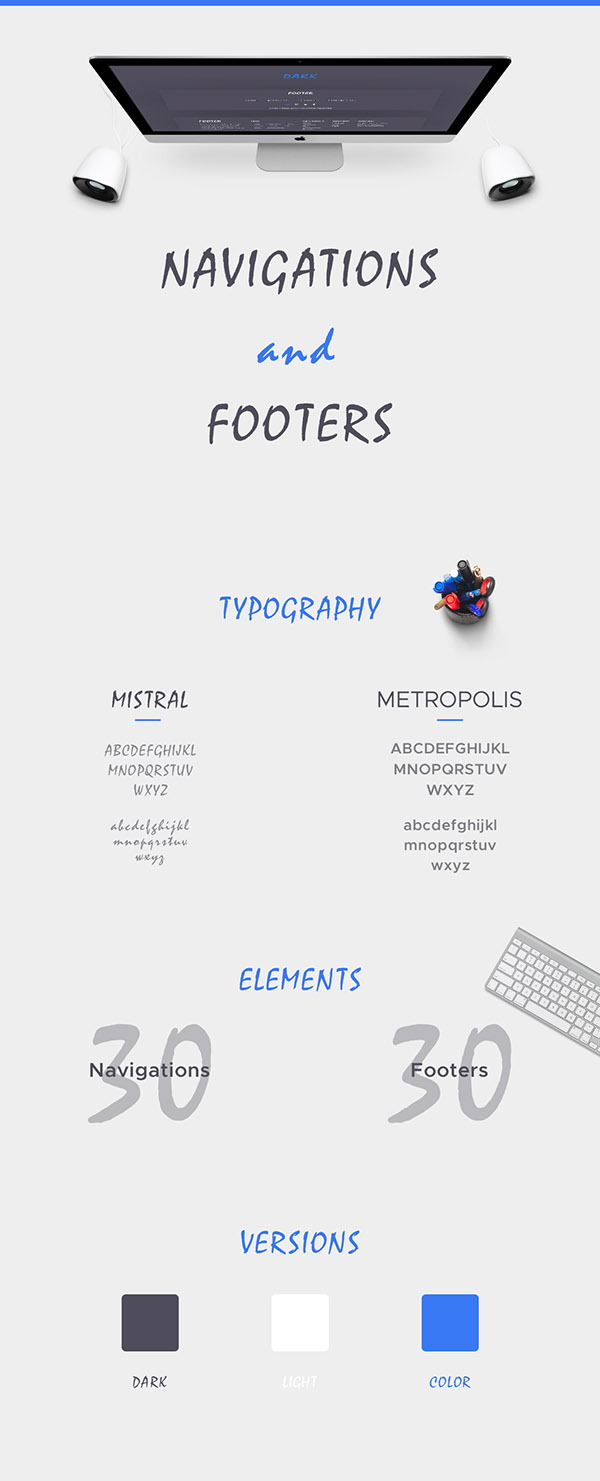 DARK
FOOTER
FOOTER
NAVIGATIONS
and
FOOTERS
TYPOGRAPHY
MISTRAL
ABCDEFGHIJKL
MNOPQRSTUV
WXYZ
abcdefghijkl
mnopqrstuv
wxyz
METROPOLIS
ABCDEFGHIJKL
MNOPQRSTUV
WXYZ
abcdefghijkl
mnopqrstuv
wxyz
ELEMENTS
30
Navigations
30
Footers
VERSIONS
DARK
LIGHT
COLOR